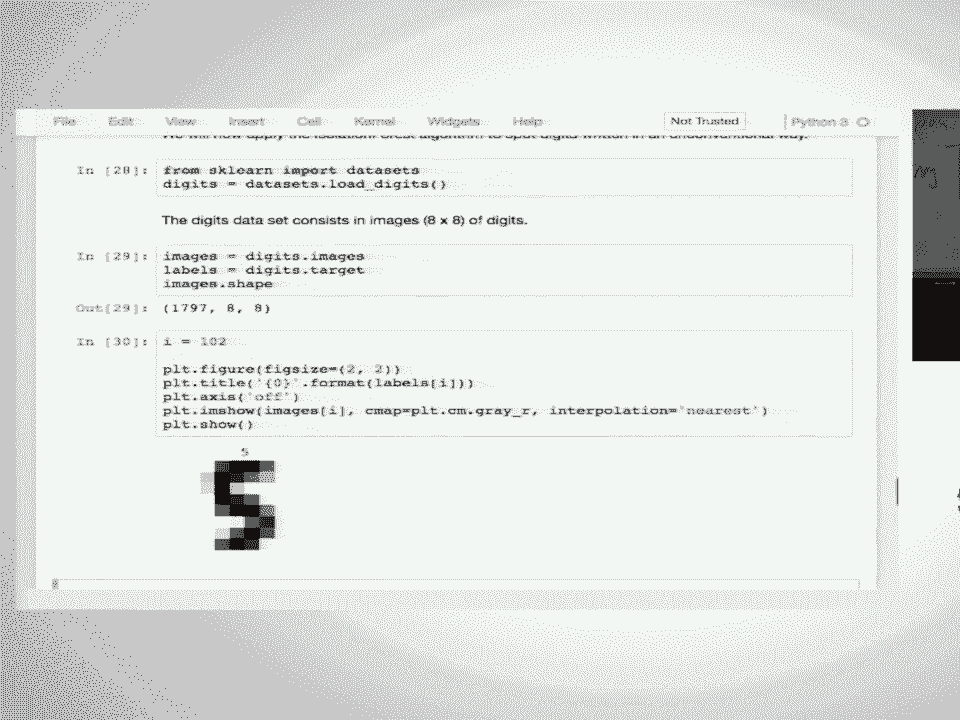 File Edit View Insert Cell Kernel Widgets Help Not Trusted Python 3
We will now apply the IsolationForest algorithm to spot digits written in an unconventional way.
In [28]: from sklearn import datasets
digits = datasets.load_digits()
The digits data set consists in images (8 x 8) of digits.
In [29]: images = digits.images
labels = digits.target
images.shape
Out[29]: (1797, 8, 8)
In [30]: i = 102
plt.figure(figsize=(2, 2))
plt.title('{0}'.format(labels[i]))
plt.axis('off')
plt.imshow(images[i], cmap=plt.cm.gray_r, interpolation='nearest')
plt.show()
5